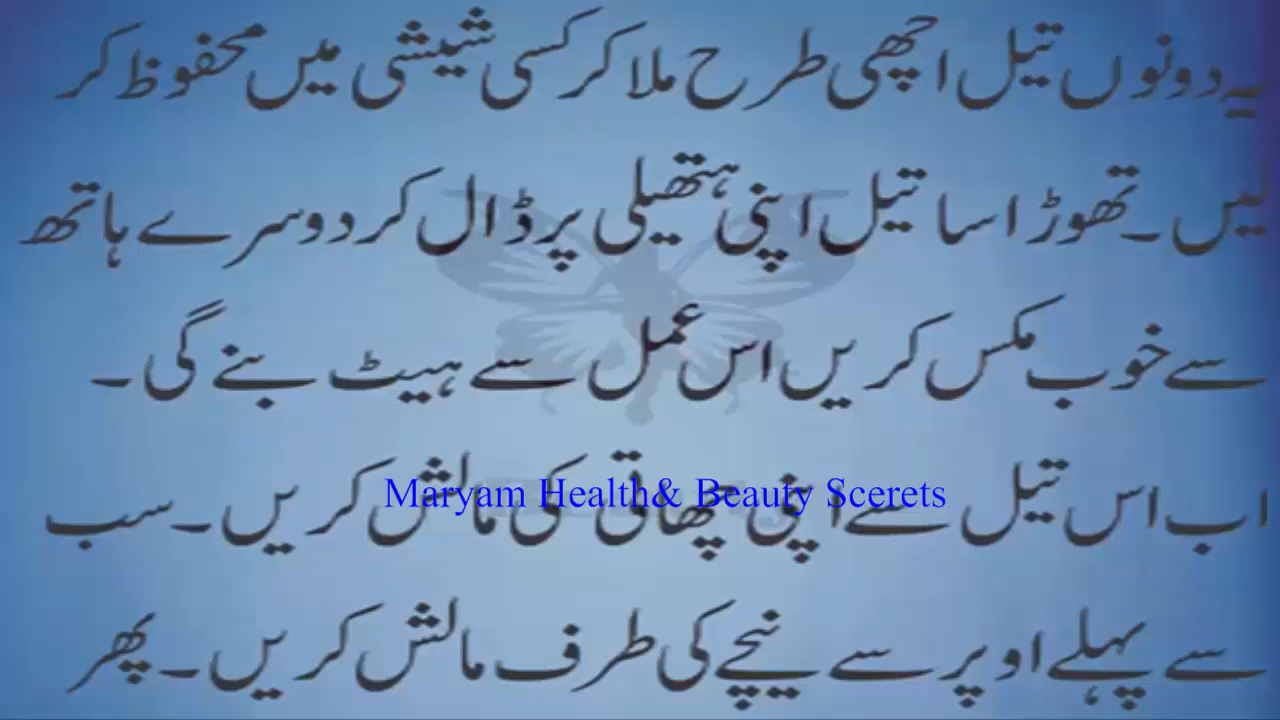 یہ دونوں تیل اچھی طرح ملا کر کسی شیشی میں محفوظ کر
لیں۔ تھوڑا سا تیل اپنی ہتھیلی پر ڈال کر دوسرے ہاتھ
سے خوب مکس کریں اس عمل سے ہیٹ بنے گی۔
اب اس تیل سے اپنی چھاتی کی مالش کریں۔ سب
Maryam Health& Beauty Scerets
سے پہلے اوپر سے نیچے کی طرف مالش کریں۔ پھر